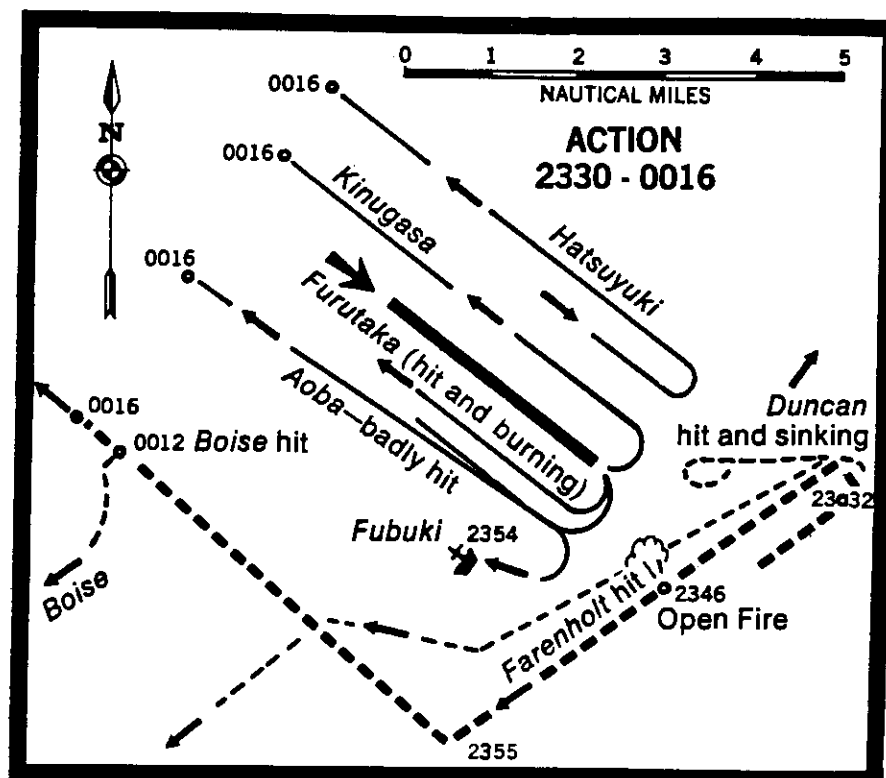 0 1 2 3 4 5
NAUTICAL MILES
ACTION
2330 - 0016
N
0016
0016
0016
Kinugasa
Hatsuyuki
Furutaka (hit and burning)
Aoba—badly hit
Duncan
hit and sinking
0016
0012 Boise hit
Boise
Fubuki
2354
2332
Farenholt hit
2346
Open Fire
2355